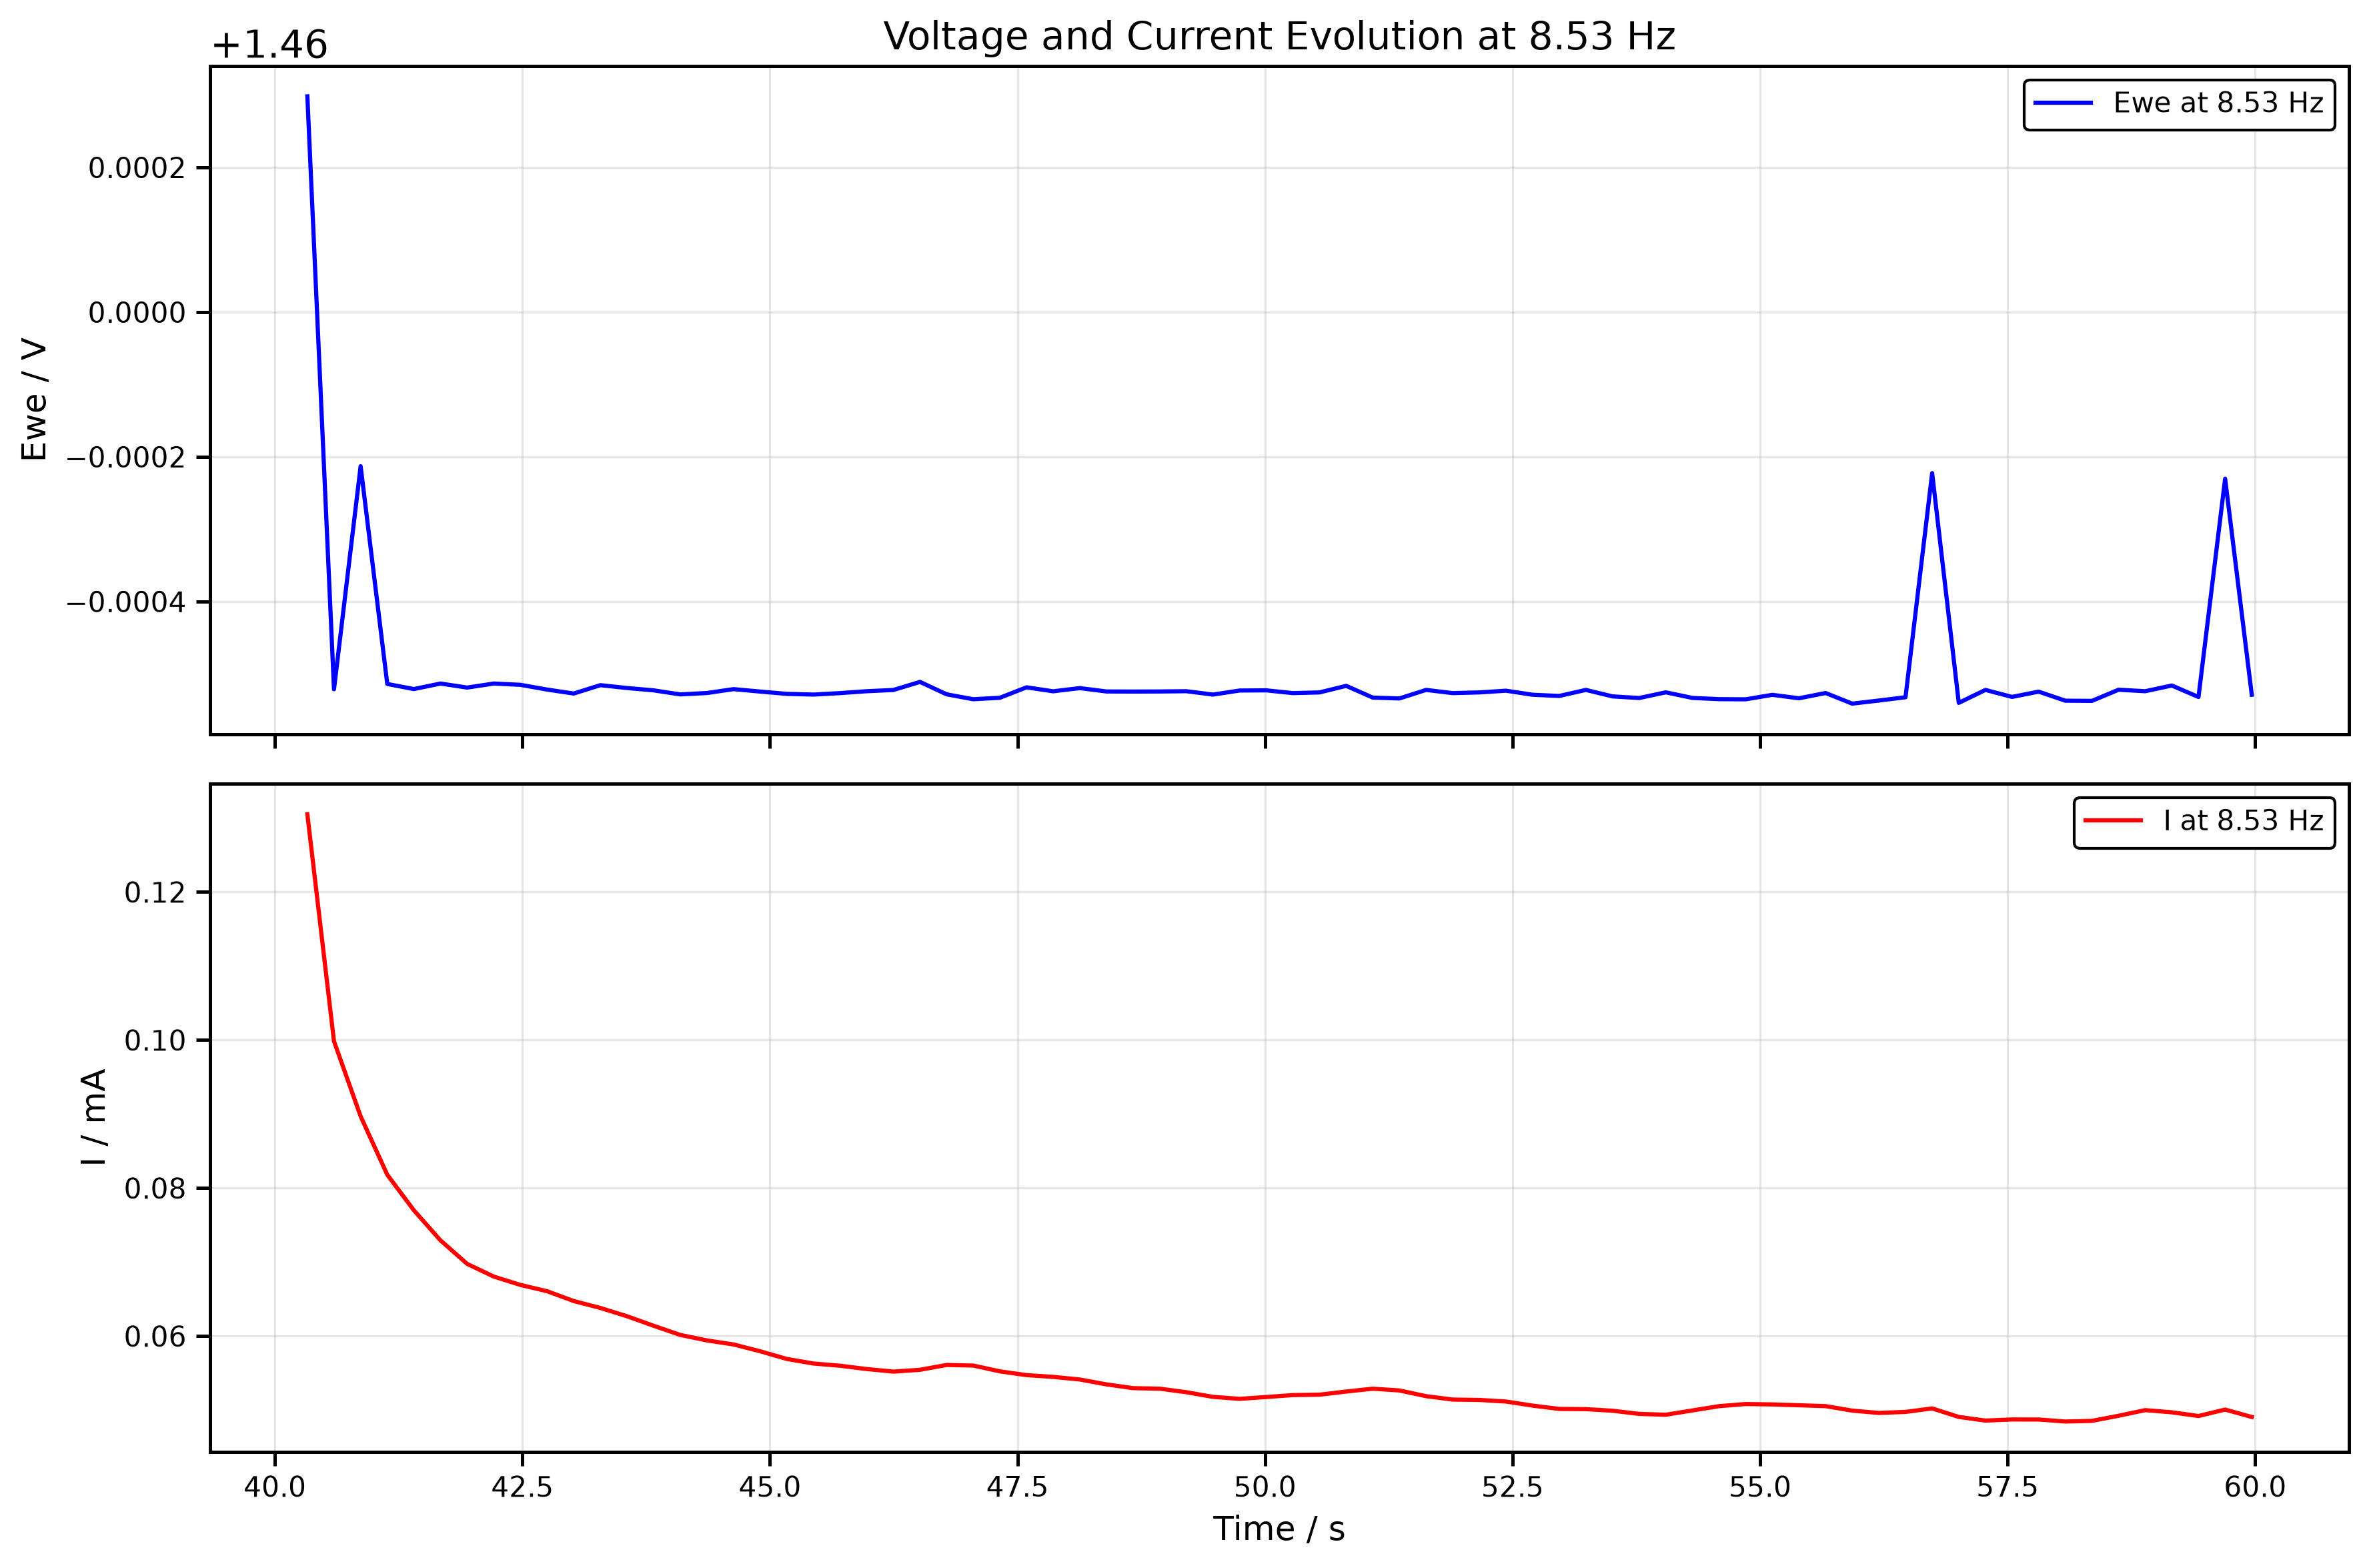 Voltage and Current Evolution at 8.53 Hz
+1.46
Ewe at 8.53 Hz
0.0002
0.0000
−0.0002
−0.0004
Ewe / V
I at 8.53 Hz
0.12
0.10
0.08
0.06
I / mA
40.0 42.5 45.0 47.5 50.0 52.5 55.0 57.5 60.0
Time / s